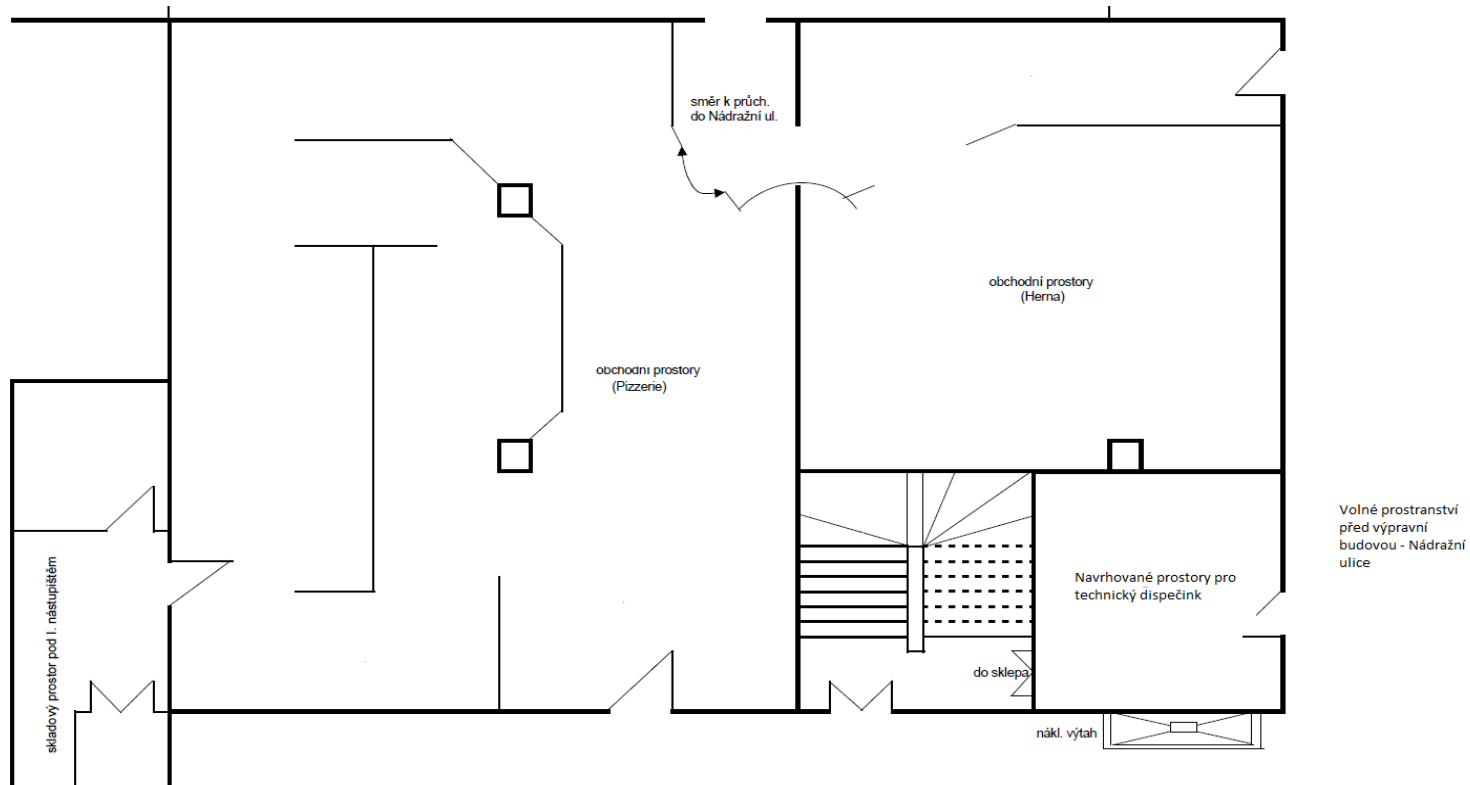 směr k průch.
do Nádražní ul.
obchodní prostory
(Herna)
obchodní prostory
(Pizzerie)
Volné prostranství
před výpravní
budovou - Nádražní
ulice
Navrhované prostory pro
technický dispečink
skladový prostor pod I. nástupištěm
do sklepa
nákl. výtah